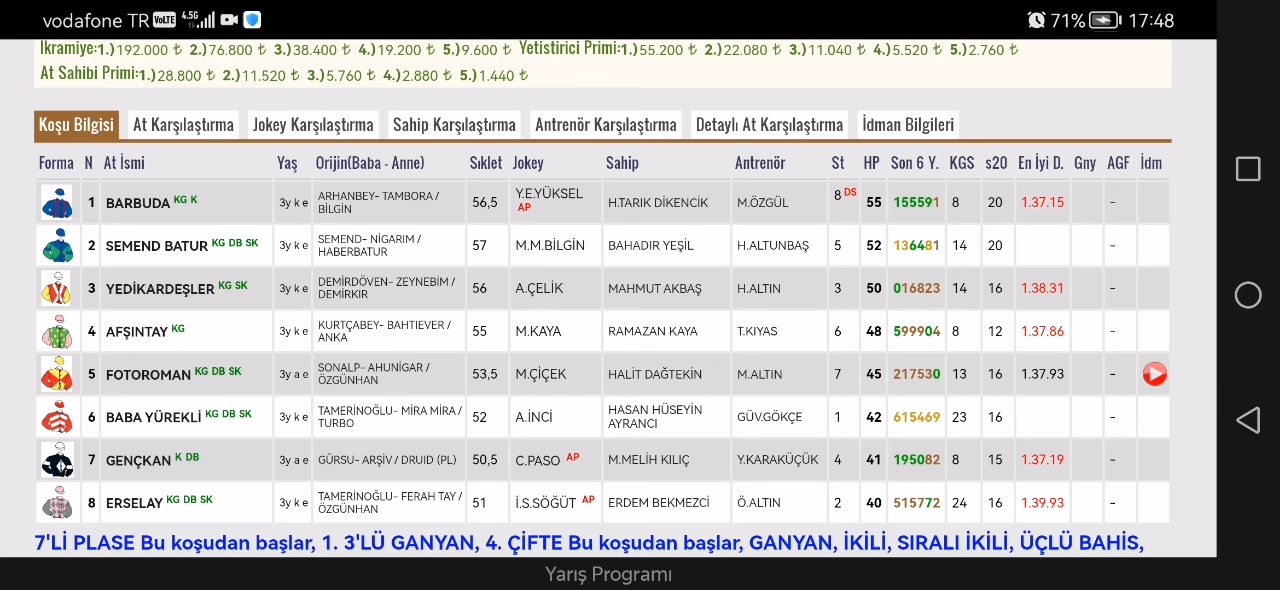 vodafone TR VoLTE 4.5G 71% 17:48
İkramiye:1.)192.000 ₺ 2.)76.800 ₺ 3.)38.400 ₺ 4.)19.200 ₺ 5.)9.600 ₺ Yetistirici Primi:1.)55.200 ₺ 2.)22.080 ₺ 3.)11.040 ₺ 4.)5.520 ₺ 5.)2.760 ₺
At Sahibi Primi:1.)28.800 ₺ 2.)11.520 ₺ 3.)5.760 ₺ 4.)2.880 ₺ 5.)1.440 ₺
Koşu Bilgisi At Karşılaştırma Jokey Karşılaştırma Sahip Karşılaştırma Antrenör Karşılaştırma Detaylı At Karşılaştırma İdman Bilgileri
Forma N At İsmi Yaş Orijin(Baba - Anne) Sıklet Jokey Sahip Antrenör St HP Son 6 Y. KGS s20 En İyi D. Gny AGF İdm
1 BARBUDA KG K 3y k e ARHANBEY- TAMBORA / BİLGİN 56,5 Y.E.YÜKSEL AP H.TARIK DİKENCİK M.ÖZGÜL 8 DS 55 155591 8 20 1.37.15 -
2 SEMEND BATUR KG DB SK 3y k e SEMEND- NİGARIM / HABERBATUR 57 M.M.BİLGİN BAHADIR YEŞİL H.ALTUNBAŞ 5 52 136481 14 20 -
3 YEDİKARDEŞLER KG SK 3y k e DEMİRDÖVEN- ZEYNEBİM / DEMİRKIR 56 A.ÇELİK MAHMUT AKBAŞ H.ALTIN 3 50 016823 14 16 1.38.31 -
4 AFŞINTAY KG 3y k e KURTÇABEY- BAHTIEVER / ANKA 55 M.KAYA RAMAZAN KAYA T.KIYAS 6 48 599904 8 12 1.37.86 -
5 FOTOROMAN KG DB SK 3y a e SONALP- AHUNİGAR / ÖZGÜNHAN 53,5 M.ÇİÇEK HALİT DAĞTEKİN M.ALTIN 7 45 217530 13 16 1.37.93 -
6 BABA YÜREKLİ KG DB SK 3y k e TAMERİNOĞLU- MİRA MİRA / TURBO 52 A.İNCİ HASAN HÜSEYİN AYRANCI GÜV.GÖKÇE 1 42 615469 23 16 -
7 GENÇKAN K DB 3y a e GÜRSU- ARŞİV / DRUID (PL) 50,5 C.PASO AP M.MELİH KILIÇ Y.KARAKÜÇÜK 4 41 195082 8 15 1.37.19 -
8 ERSELAY KG DB SK 3y k e TAMERİNOĞLU- FERAH TAY / ÖZGÜNHAN 51 İ.S.SÖĞÜT AP ERDEM BEKMEZCİ Ö.ALTIN 2 40 515772 24 16 1.39.93 -
7'Lİ PLASE Bu koşudan başlar, 1. 3'LÜ GANYAN, 4. ÇİFTE Bu koşudan başlar, GANYAN, İKİLİ, SIRALI İKİLİ, ÜÇLÜ BAHİS,
Yarış Programı